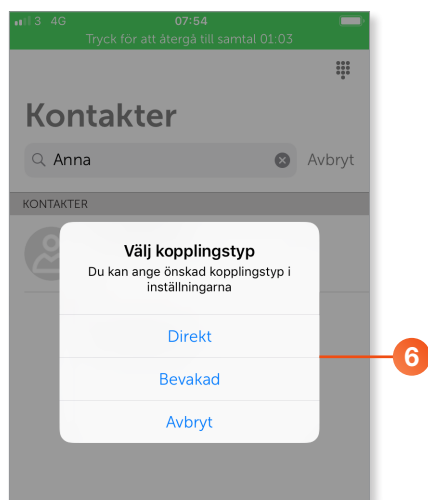 3 4G 07:54
Tryck för att återgå till samtal 01:03
Kontakter
Anna Avbryt
KONTAKTER
Välj kopplingstyp
Du kan ange önskad kopplingstyp i
inställningarna
Direkt
Bevakad
6
Avbryt